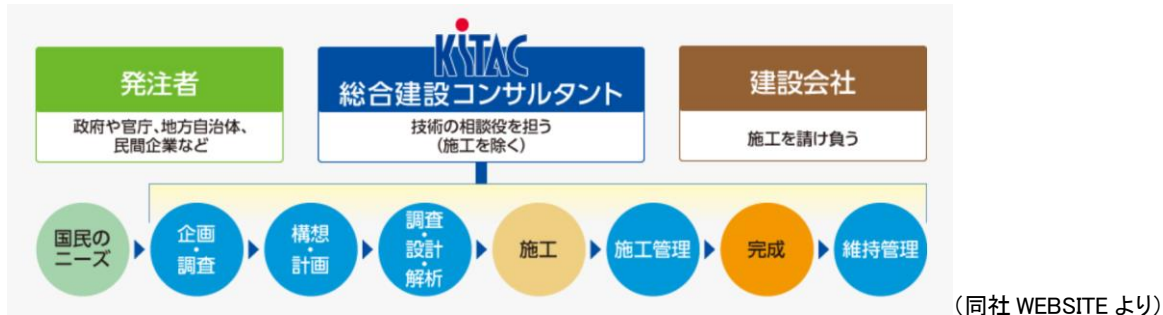 KITAC
発注者
政府や官庁、地方自治体、
民間企業など
総合建設コンサルタント
技術の相談役を担う
(施工を除く)
建設会社
施工を請け負う
国民の
ニーズ
企画
・
調査
構想
・
計画
調査
・
設計
・
解析
施工
施工管理
完成
維持管理
(同社 WEBSITE より)